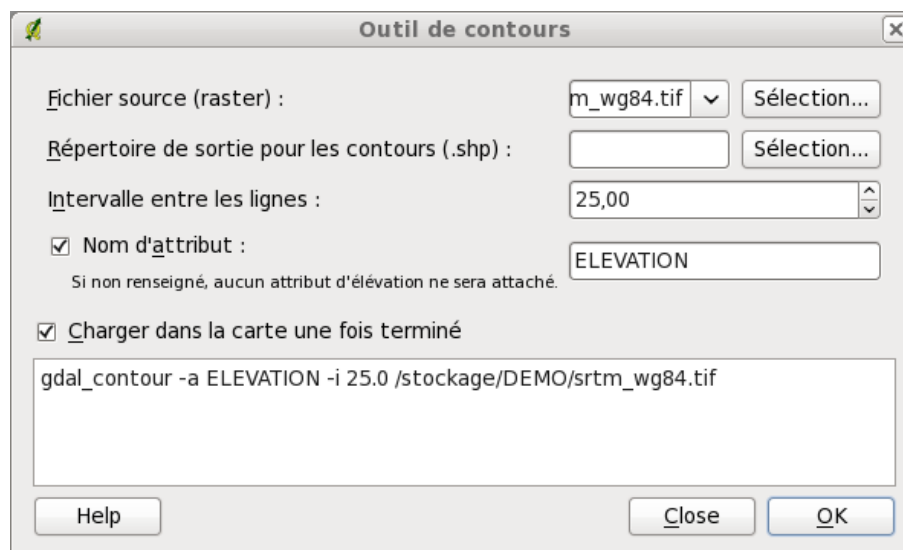 Outil de contours
Fichier source (raster) : m_wg84.tif Sélection...
Répertoire de sortie pour les contours (.shp) : Sélection...
Intervalle entre les lignes : 25,00
Nom d'attribut : ELEVATION
Si non renseigné, aucun attribut d'élévation ne sera attaché.
Charger dans la carte une fois terminé
gdal_contour -a ELEVATION -i 25.0 /stockage/DEMO/srtm_wg84.tif
Help Close OK